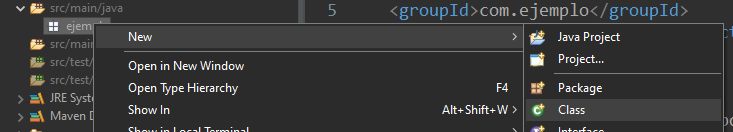 src/main/java
ejem
src/main
src/test/
src/test/
JRE Syste
Maven D
5 <groupId>com.ejemplo</groupId>
New
Open in New Window
Open Type Hierarchy F4
Show In Alt+Shift+W
Show in Local Terminal
Java Project
Project...
Package
Class
Interface